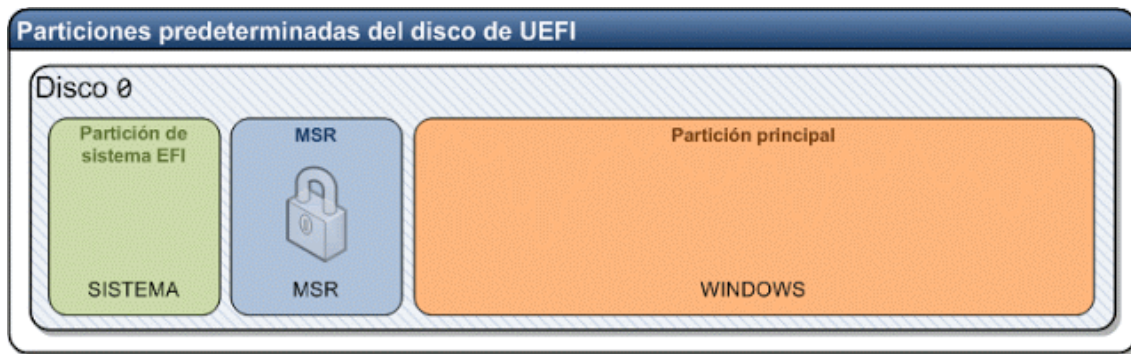 Particiones predeterminadas del disco de UEFI
Disco 0
Partición de
sistema EFI
SISTEMA
MSR
MSR
Partición principal
WINDOWS